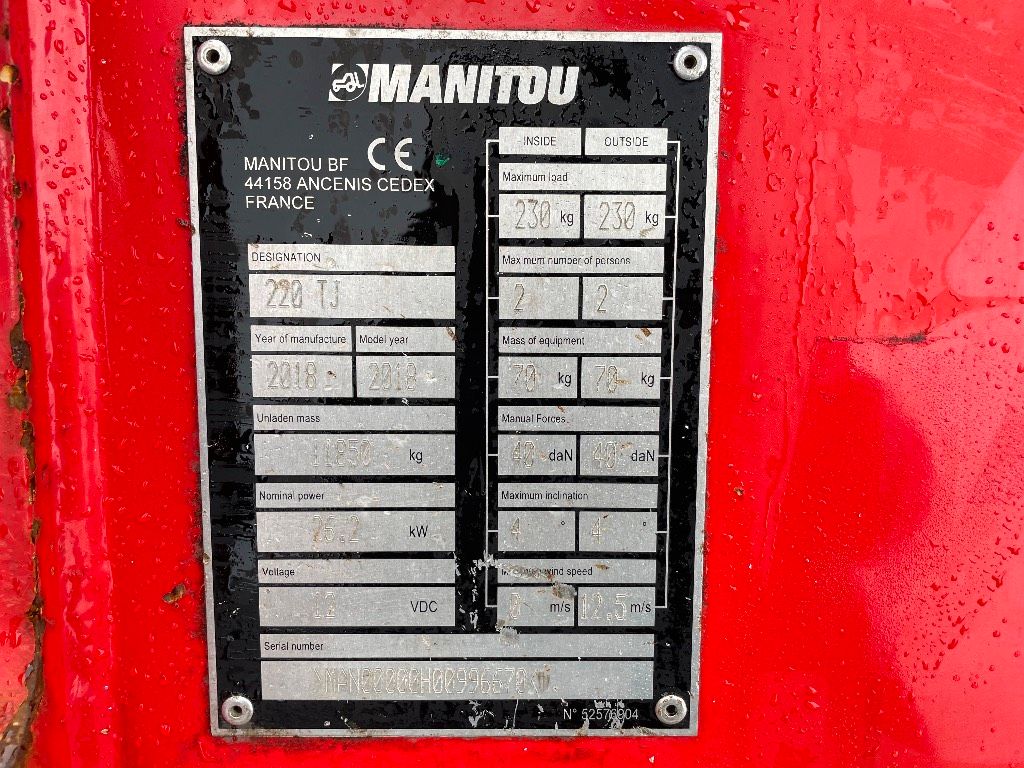 MANITOU
MANITOU BF CE
44158 ANCENIS CEDEX
FRANCE
DESIGNATION
220 TJ
Year of manufacture Model year
2018 2018
Unladen mass
11850 kg
Nominal power
26.2 kW
Voltage
12 VDC
INSIDE OUTSIDE
Maximum load
230 kg 230 kg
Maximum number of persons
2 2
Mass of equipment
70 kg 70 kg
Manual Forces
40 daN 40 daN
Maximum inclination
4 ° 4 °
wind speed
0 m/s 12.5 m/s
Serial number
MAN00000H00996670
N° 52576904